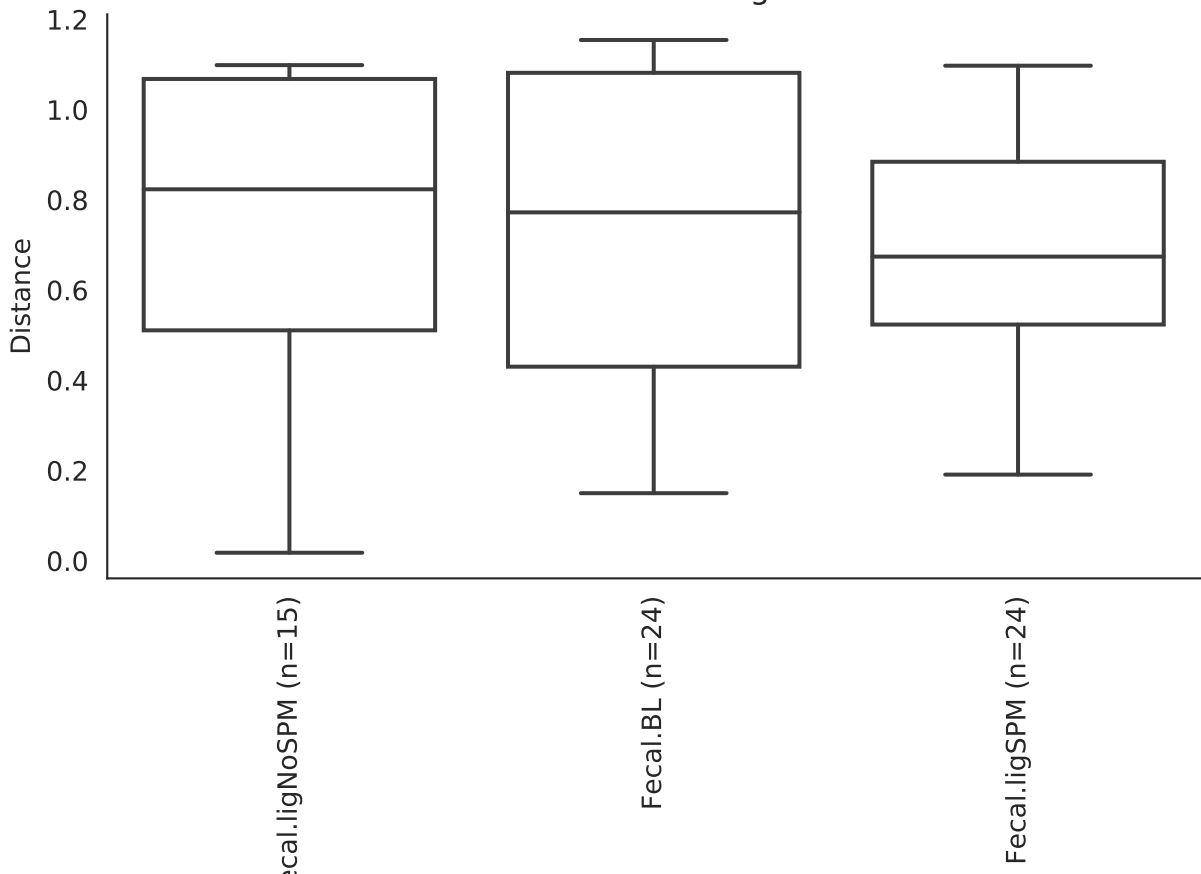 1.2
1.0
0.8
0.6
0.4
0.2
0.0
Distance
ecal.ligNoSPM (n=15)
Fecal.BL (n=24)
Fecal.ligSPM (n=24)